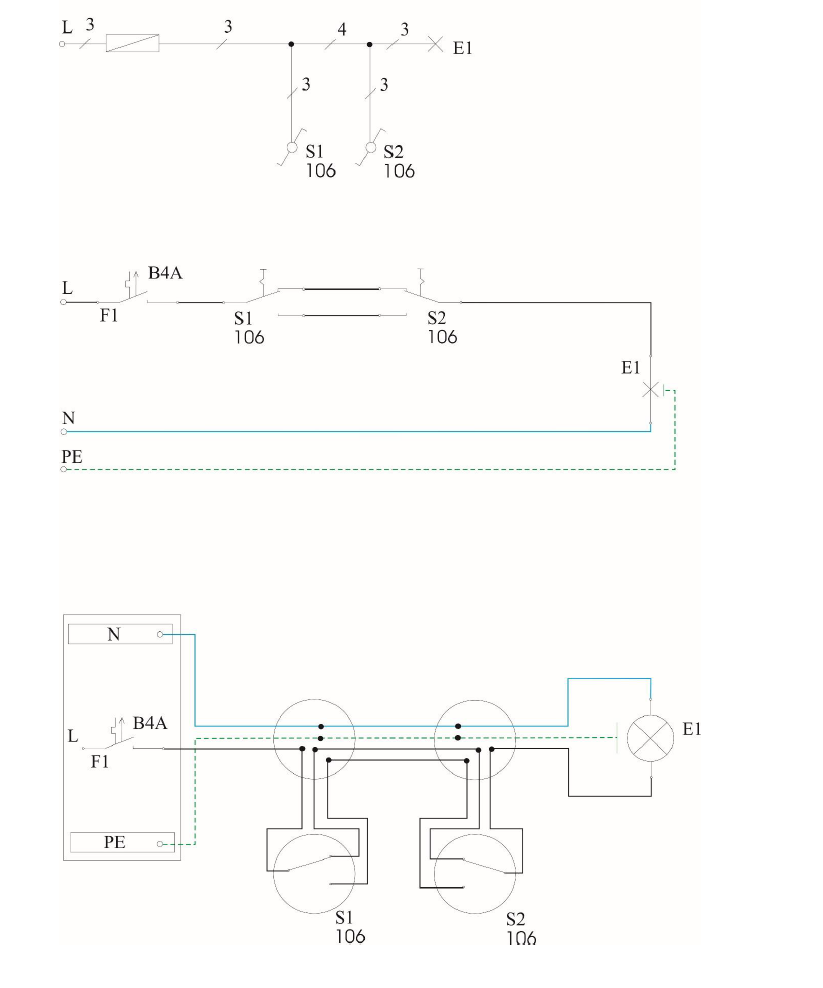 L 3 3 4 3 E1
3 3
S1 S2
106 106
B4A
L
F1 S1 S2
106 106
E1
N
PE
N
B4A
L E1
F1
PE
S1 S2
106 106